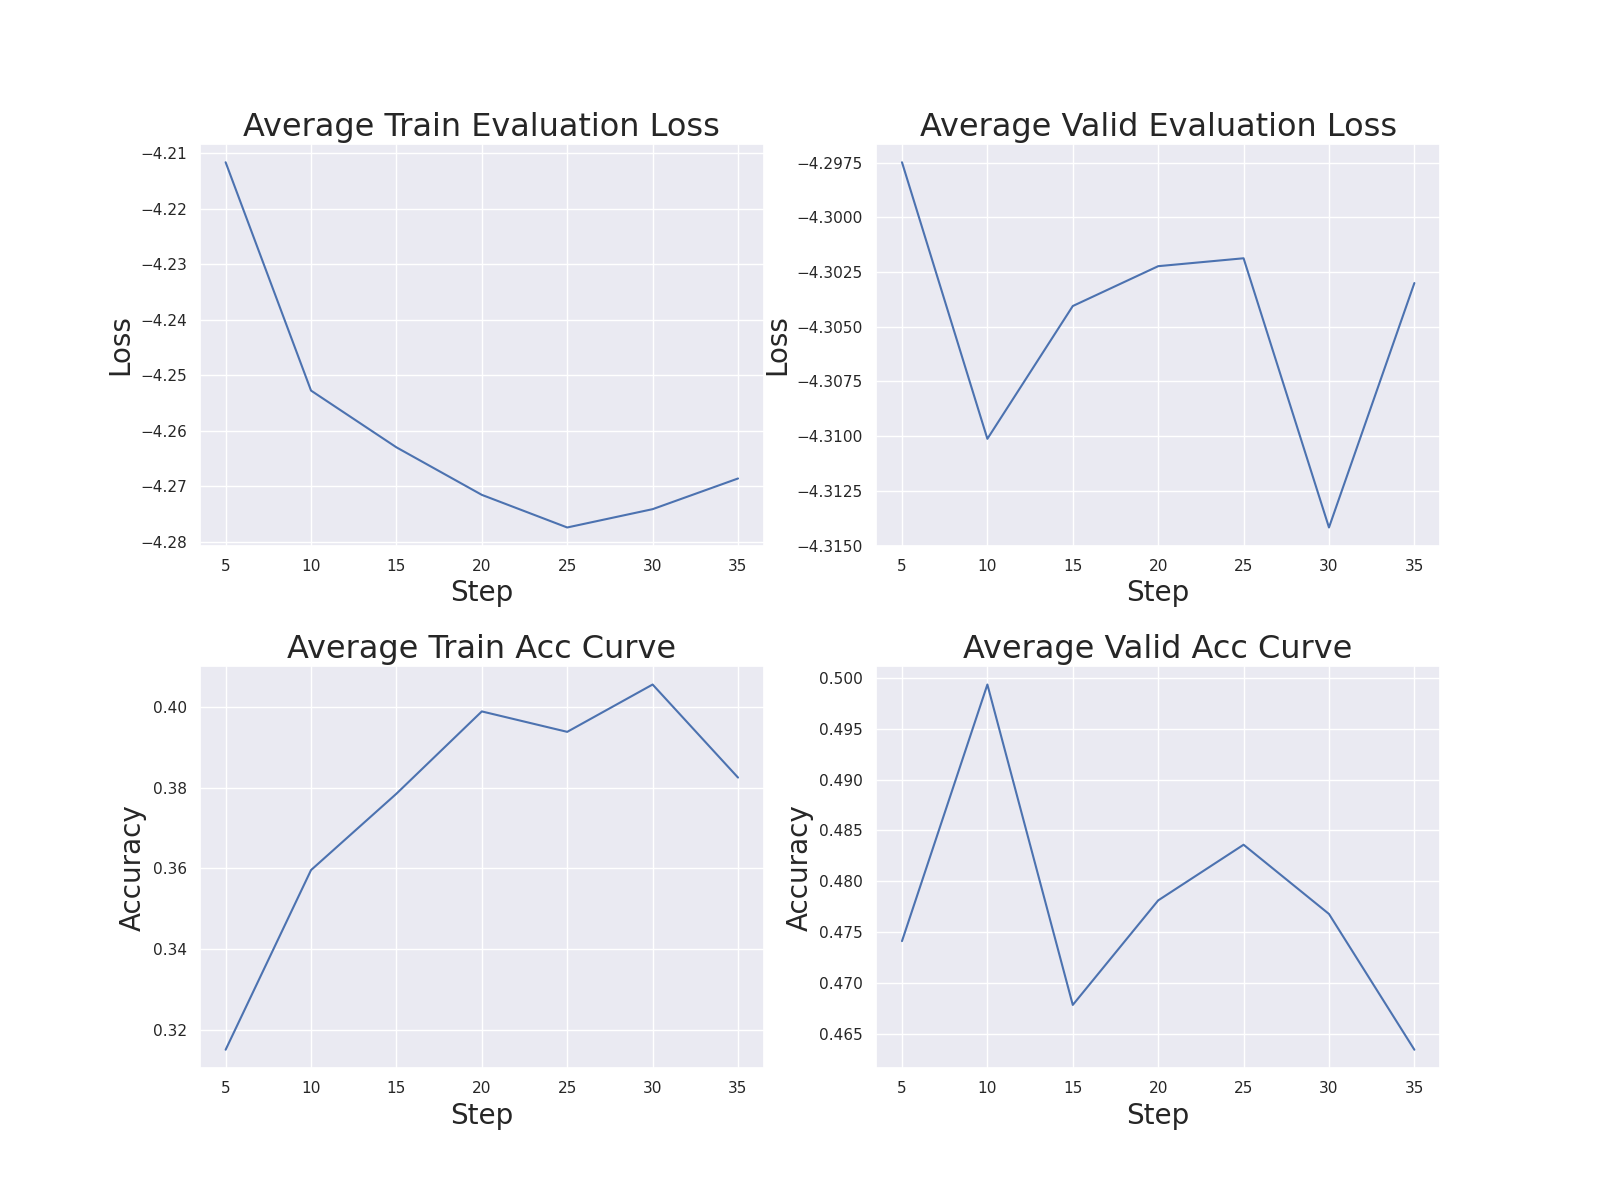 Average Train Evaluation Loss
−4.21
−4.22
−4.23
−4.24
−4.25
−4.26
−4.27
−4.28
Loss
5 10 15 20 25 30 35
Step
Average Valid Evaluation Loss
−4.2975
−4.3000
−4.3025
−4.3050
−4.3075
−4.3100
−4.3125
−4.3150
Loss
5 10 15 20 25 30 35
Step
Average Train Acc Curve
0.40
0.38
0.36
0.34
0.32
Accuracy
5 10 15 20 25 30 35
Step
Average Valid Acc Curve
0.500
0.495
0.490
0.485
0.480
0.475
0.470
0.465
Accuracy
5 10 15 20 25 30 35
Step